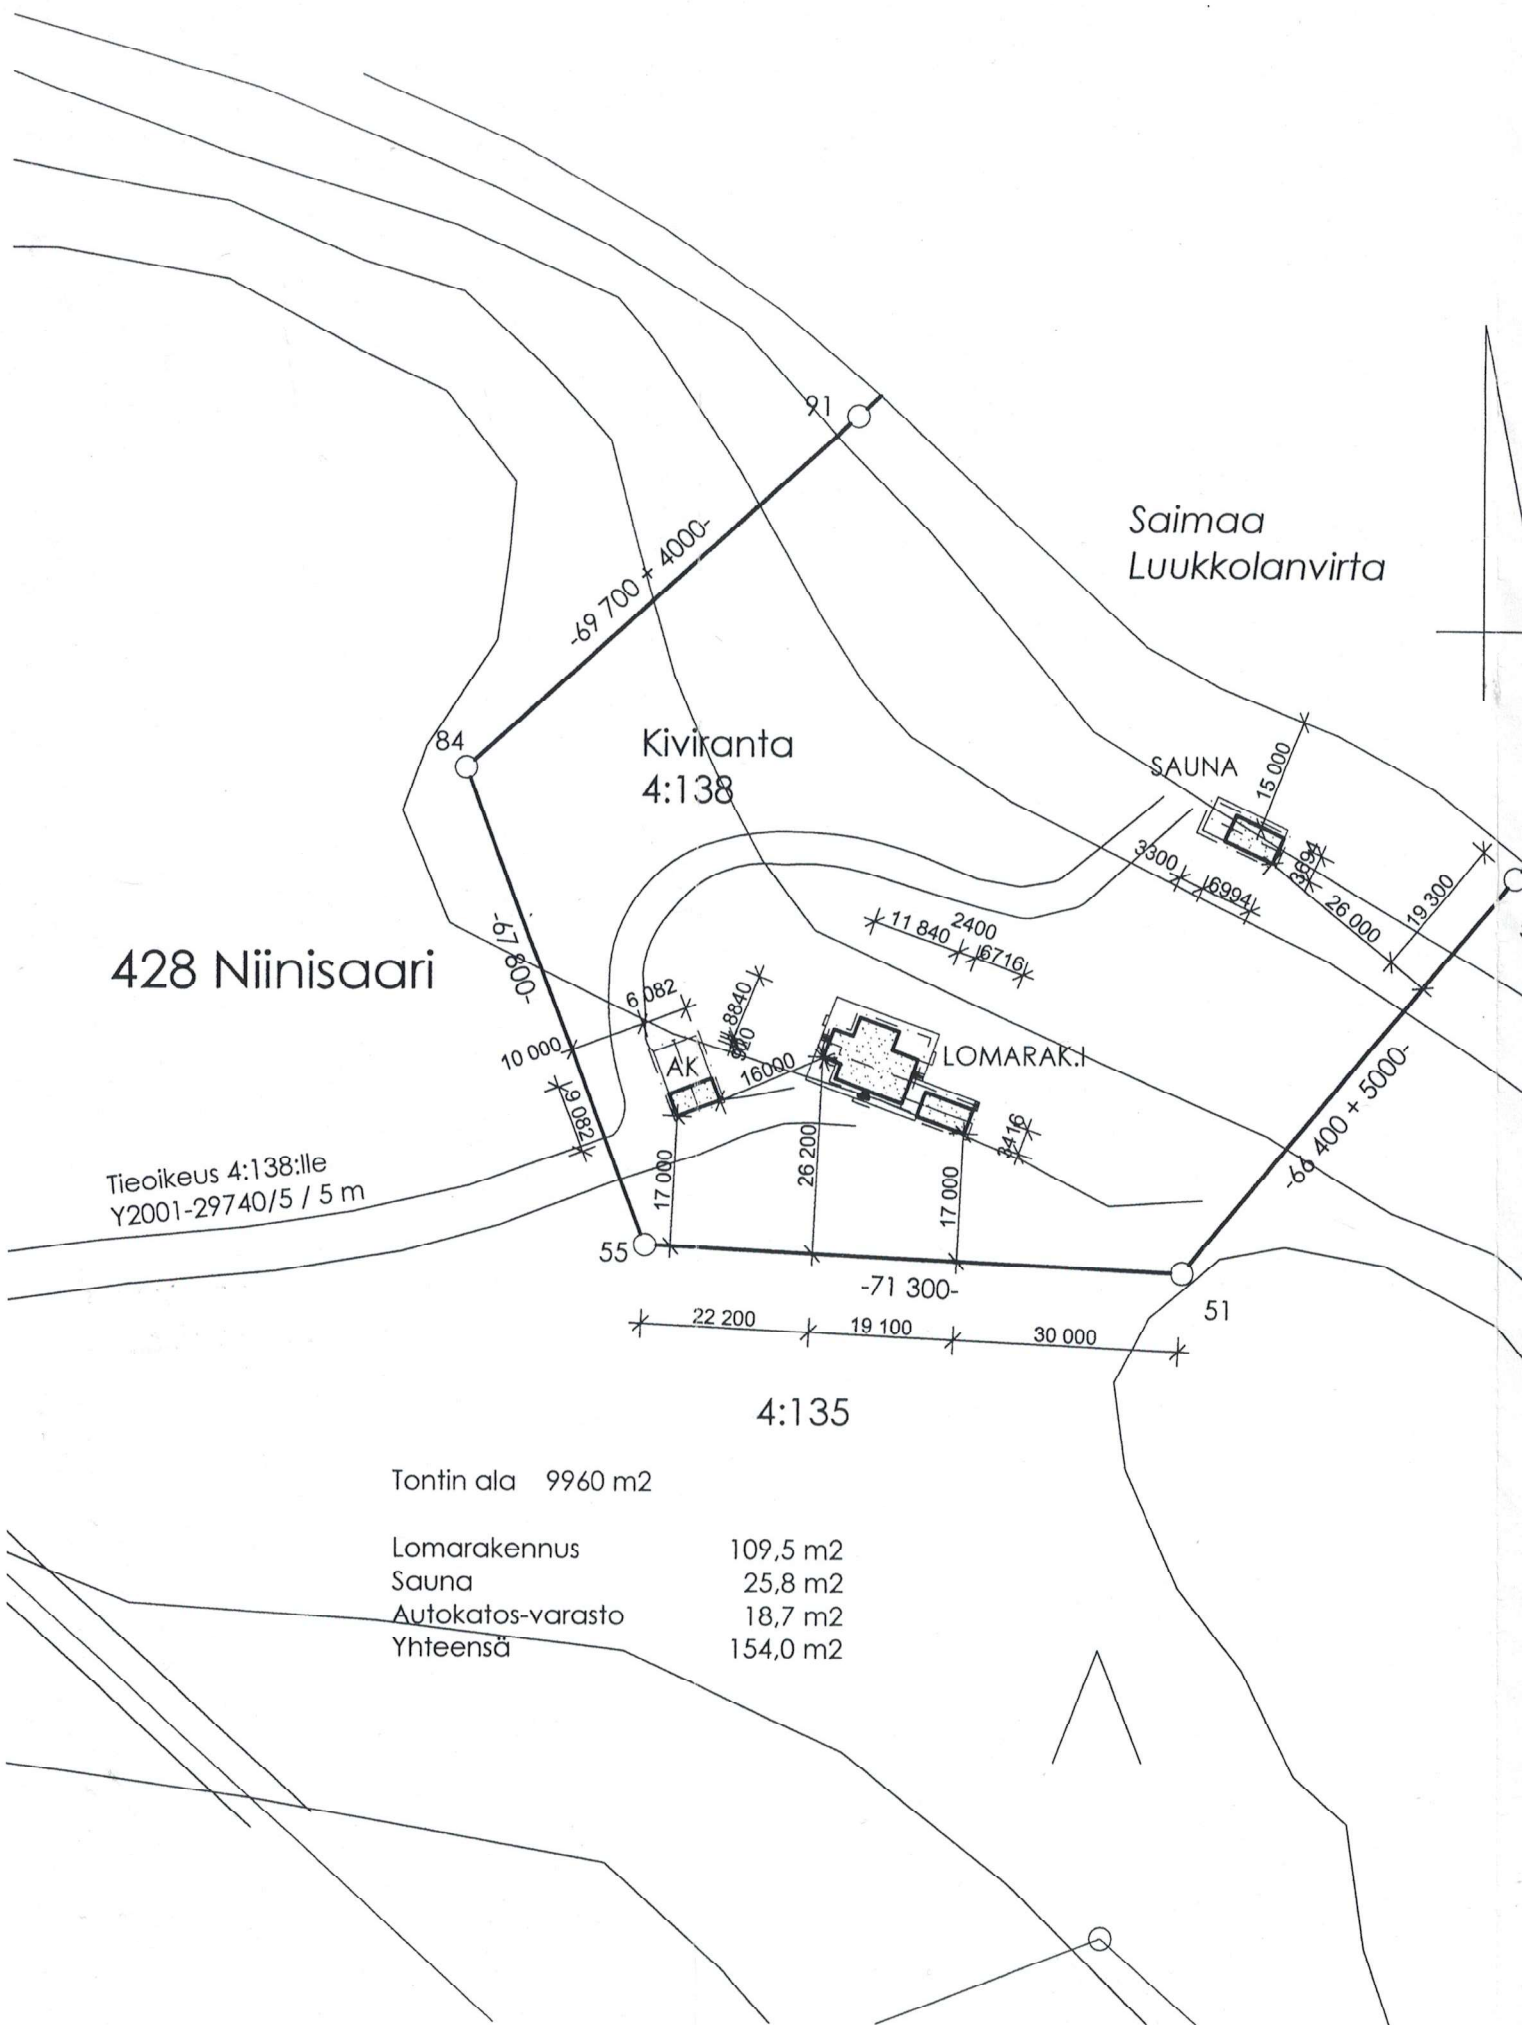 91
-69 700 + 4000-
Saimaa
Luukkolanvirta
84
Kiviranta
4:138
SAUNA
15 000
3300
6994
3694
26 000
19 300
11 840
2400
6716
-67 800-
428 Niinisaari
6 082
8840
10 000
AK
16000
LOMARAK.I
9 082
3416
-66 400 + 5000-
Tieoikeus 4:138:lle
Y2001-29740/5 / 5 m
17 000
26 200
17 000
55
-71 300-
51
22 200
19 100
30 000
4:135
Tontin ala 9960 m2
Lomarakennus 109,5 m2
Sauna 25,8 m2
Autokatos-varasto 18,7 m2
Yhteensä 154,0 m2